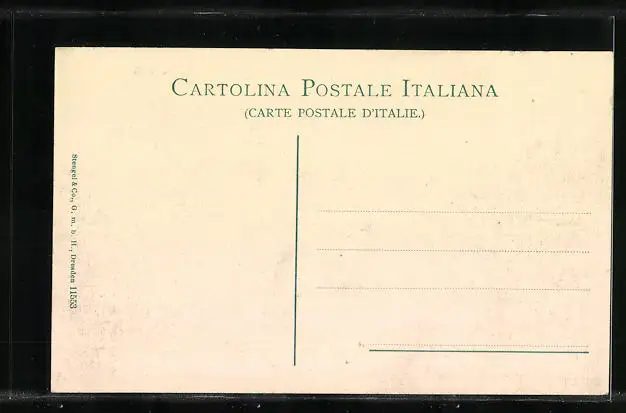 CARTOLINA POSTALE ITALIANA
(CARTE POSTALE D'ITALIE.)
Stengel & Co., G. m. b. H., Dresden 11553